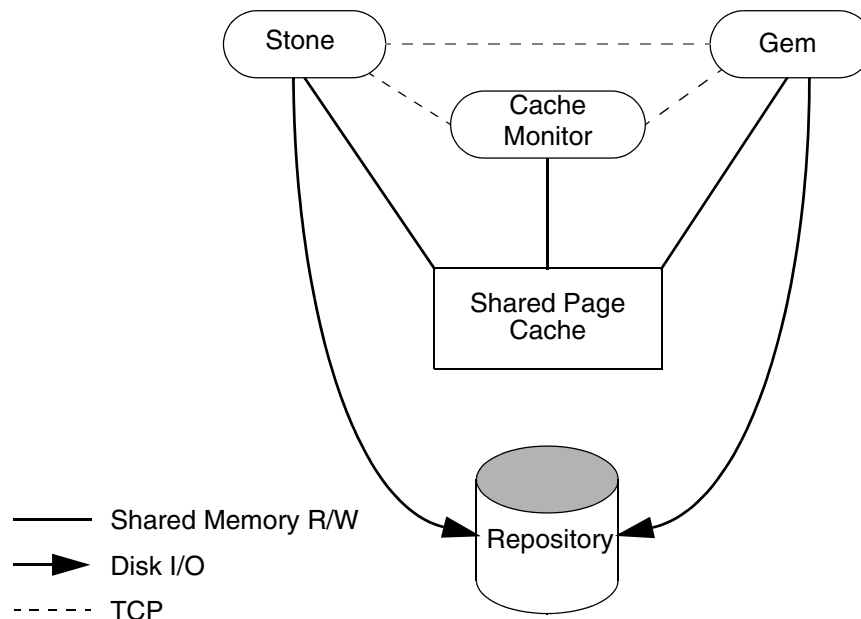 Stone
Gem
Cache
Monitor
Shared Page
Cache
Repository
Shared Memory R/W
Disk I/O
TCP